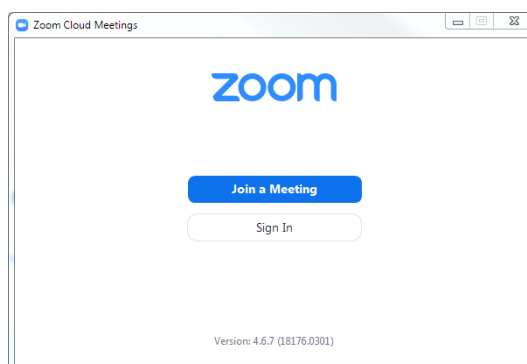 Zoom Cloud Meetings
zoom
Join a Meeting
Sign In
Version: 4.6.7 (18176.0301)